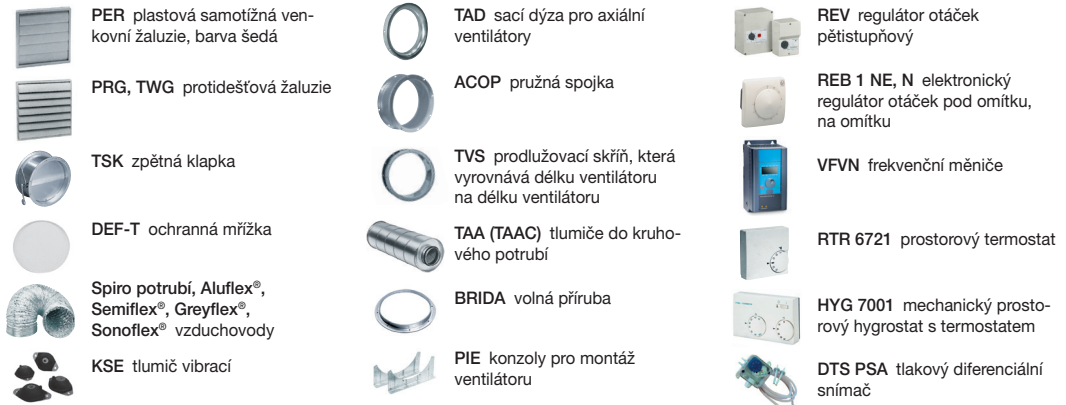 PER plastová samotížná ven-
kovní žaluzie, barva šedá
PRG, TWG protidešťová žaluzie
TSK zpětná klapka
DEF-T ochranná mřížka
Spiro potrubí, Aluflex®,
Semiflex®, Greyflex®,
Sonoflex® vzduchovody
KSE tlumič vibrací
TAD sací dýza pro axiální
ventilátory
ACOP pružná spojka
TVS prodlužovací skříň, která
vyrovnává délku ventilátoru
na délku ventilátoru
TAA (TAAC) tlumiče do kruho-
vého potrubí
BRIDA volná příruba
PIE konzoly pro montáž
ventilátoru
REV regulátor otáček
pětistupňový
REB 1 NE, N elektronický
regulátor otáček pod omítku,
na omítku
VFVN frekvenční měniče
RTR 6721 prostorový termostat
HYG 7001 mechanický prosto-
rový hygrostat s termostatem
DTS PSA tlakový diferenciální
snímač